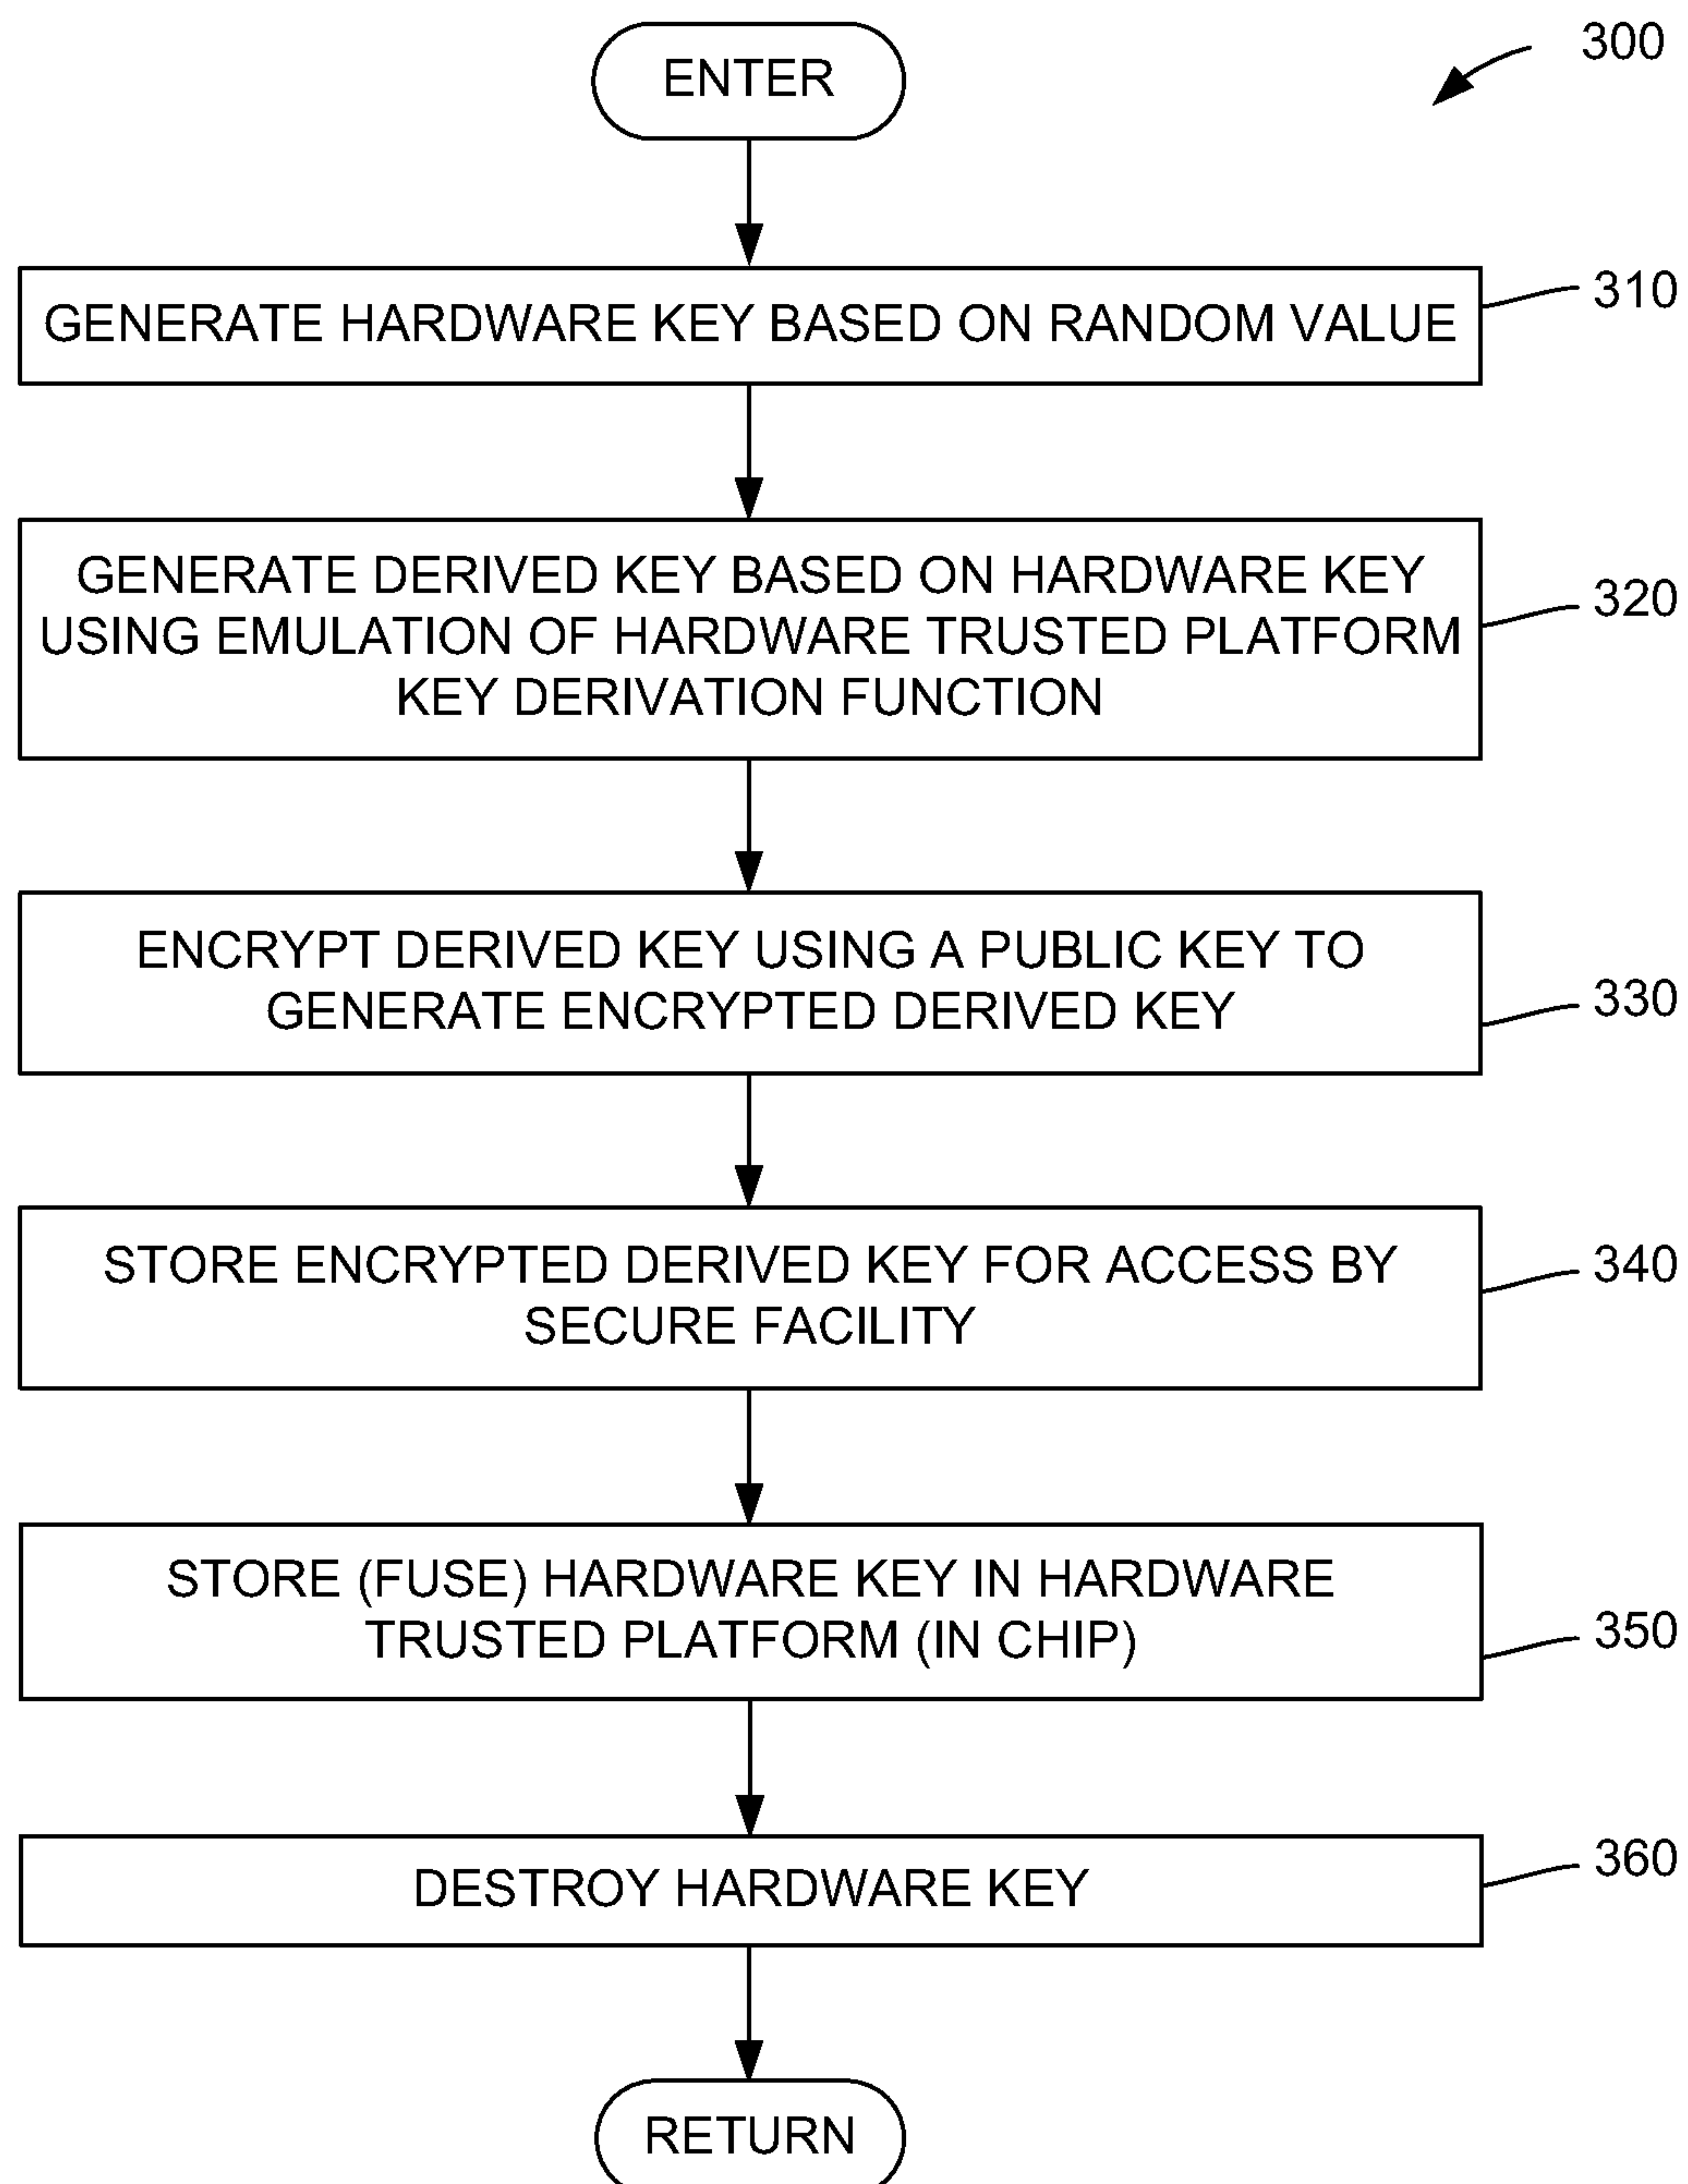 ENTER
300
GENERATE HARDWARE KEY BASED ON RANDOM VALUE
310
GENERATE DERIVED KEY BASED ON HARDWARE KEY
USING EMULATION OF HARDWARE TRUSTED PLATFORM
KEY DERIVATION FUNCTION
320
ENCRYPT DERIVED KEY USING A PUBLIC KEY TO
GENERATE ENCRYPTED DERIVED KEY
330
STORE ENCRYPTED DERIVED KEY FOR ACCESS BY
SECURE FACILITY
340
STORE (FUSE) HARDWARE KEY IN HARDWARE
TRUSTED PLATFORM (IN CHIP)
350
DESTROY HARDWARE KEY
360
RETURN